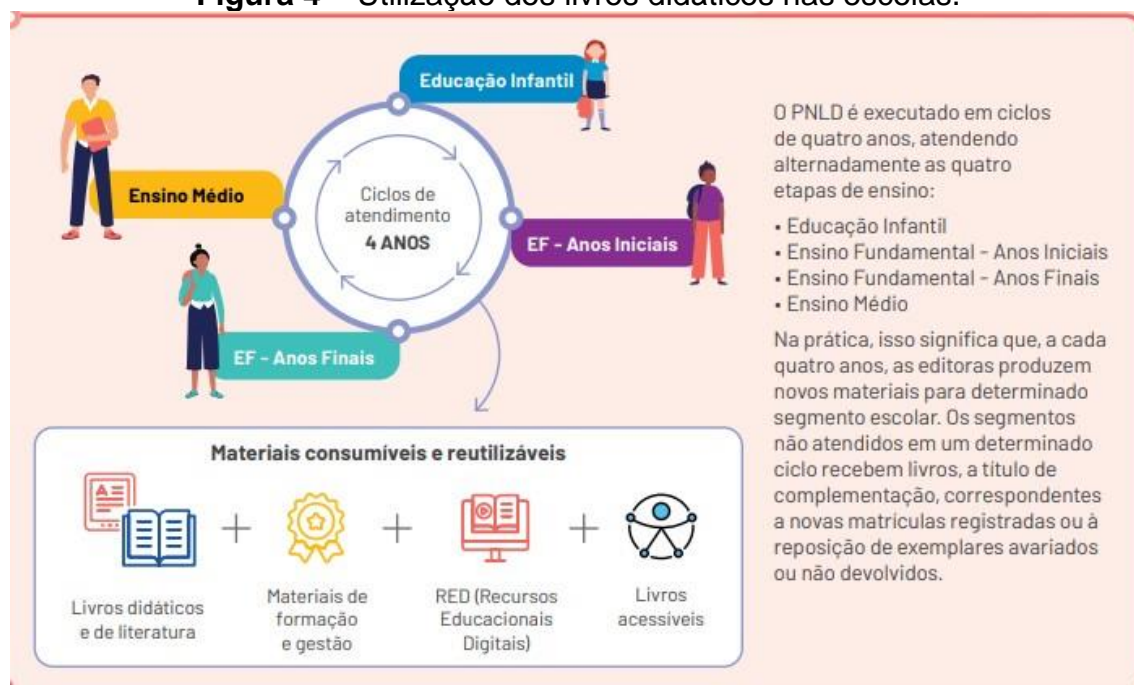 Figura 4 – Utilização dos livros didáticos nas escolas.
Educação Infantil
Ensino Médio
Ciclos de
atendimento
4 ANOS
EF - Anos Iniciais
EF - Anos Finais
O PNLD é executado em ciclos
de quatro anos, atendendo
alternadamente as quatro
etapas de ensino:
• Educação Infantil
• Ensino Fundamental - Anos Iniciais
• Ensino Fundamental - Anos Finais
• Ensino Médio
Na prática, isso significa que, a cada
quatro anos, as editoras produzem
novos materiais para determinado
segmento escolar. Os segmentos
não atendidos em um determinado
ciclo recebem livros, a título de
complementação, correspondentes
a novas matrículas registradas ou à
reposição de exemplares avariados
ou não devolvidos.
Materiais consumíveis e reutilizáveis
Livros didáticos
e de literatura
Materiais de
formação
e gestão
RED (Recursos
Educacionais
Digitais)
Livros
acessíveis